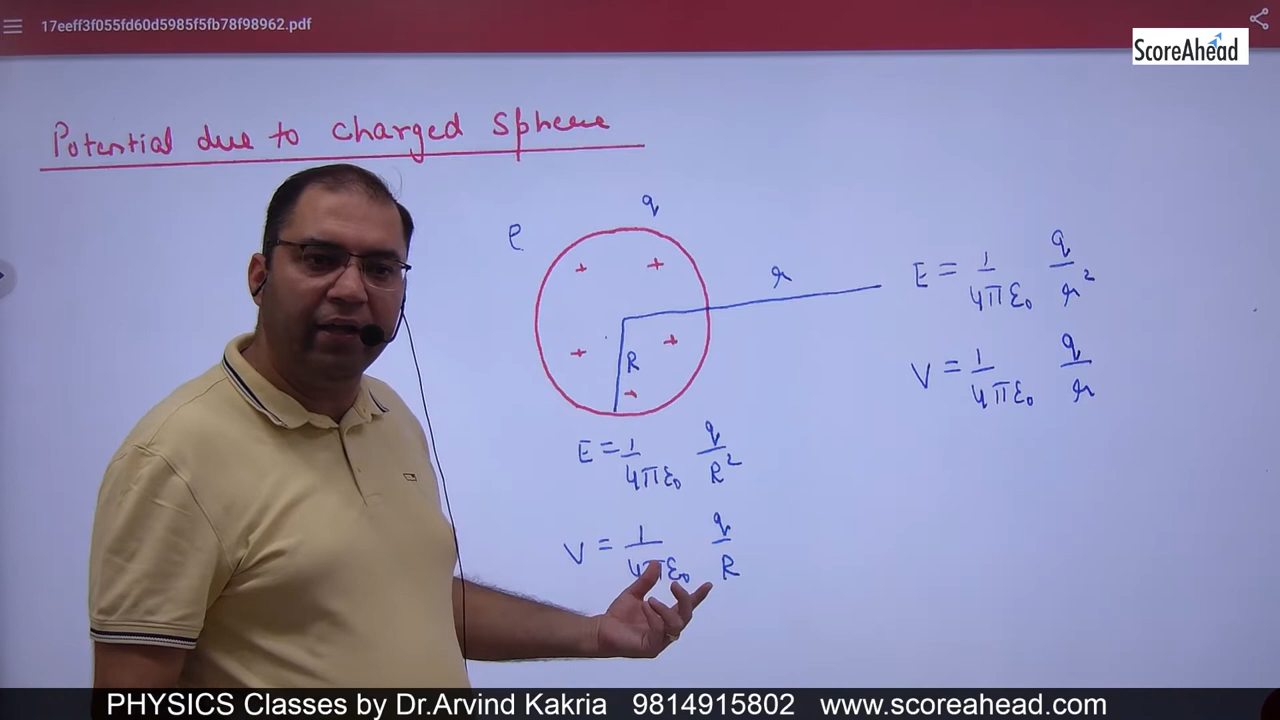 17eeff3f055fd60d5985f5fb78f98962.pdf
ScoreAhead
Potential due to charged sphere
q
ρ
+ +
r
+ +
R
+
E = 1/4πε₀ q/r²
V = 1/4πε₀ q/r
E = 1/4πε₀ q/R²
V = 1/4πε₀ q/R
PHYSICS Classes by Dr.Arvind Kakria 9814915802 www.scoreahead.com